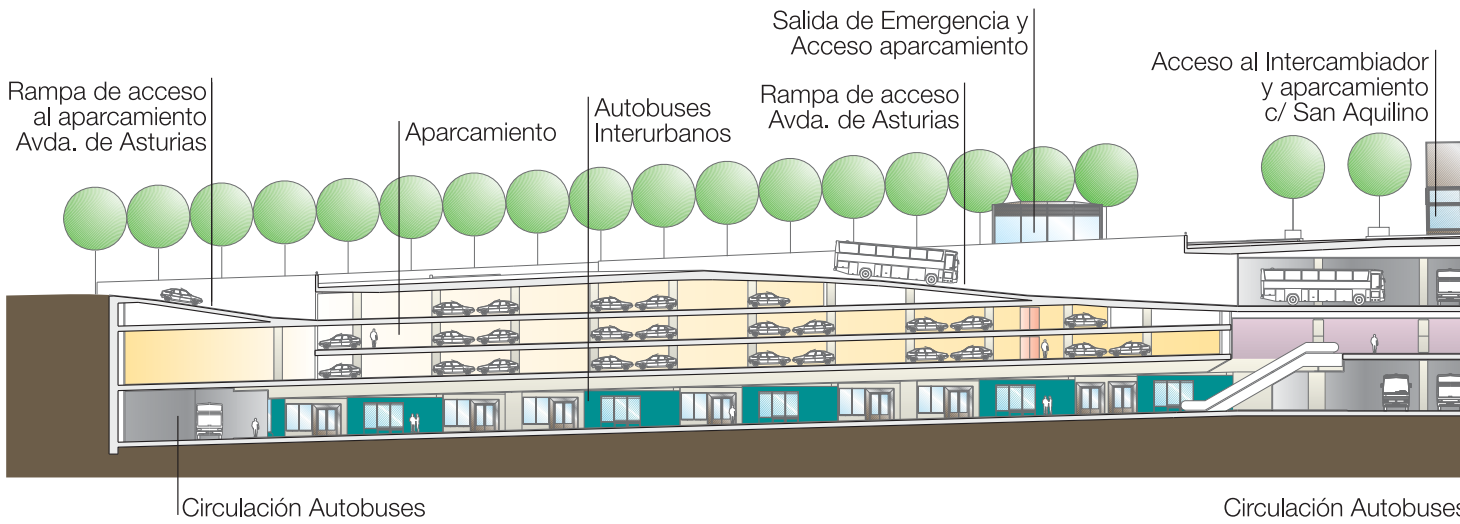 Salida de Emergencia y
Acceso aparcamiento
Acceso al Intercambiador
y aparcamiento
c/ San Aquilino
Rampa de acceso
al aparcamiento
Avda. de Asturias
Aparcamiento
Autobuses
Interurbanos
Rampa de acceso
Avda. de Asturias
Circulación Autobuses
Circulación Autobuses